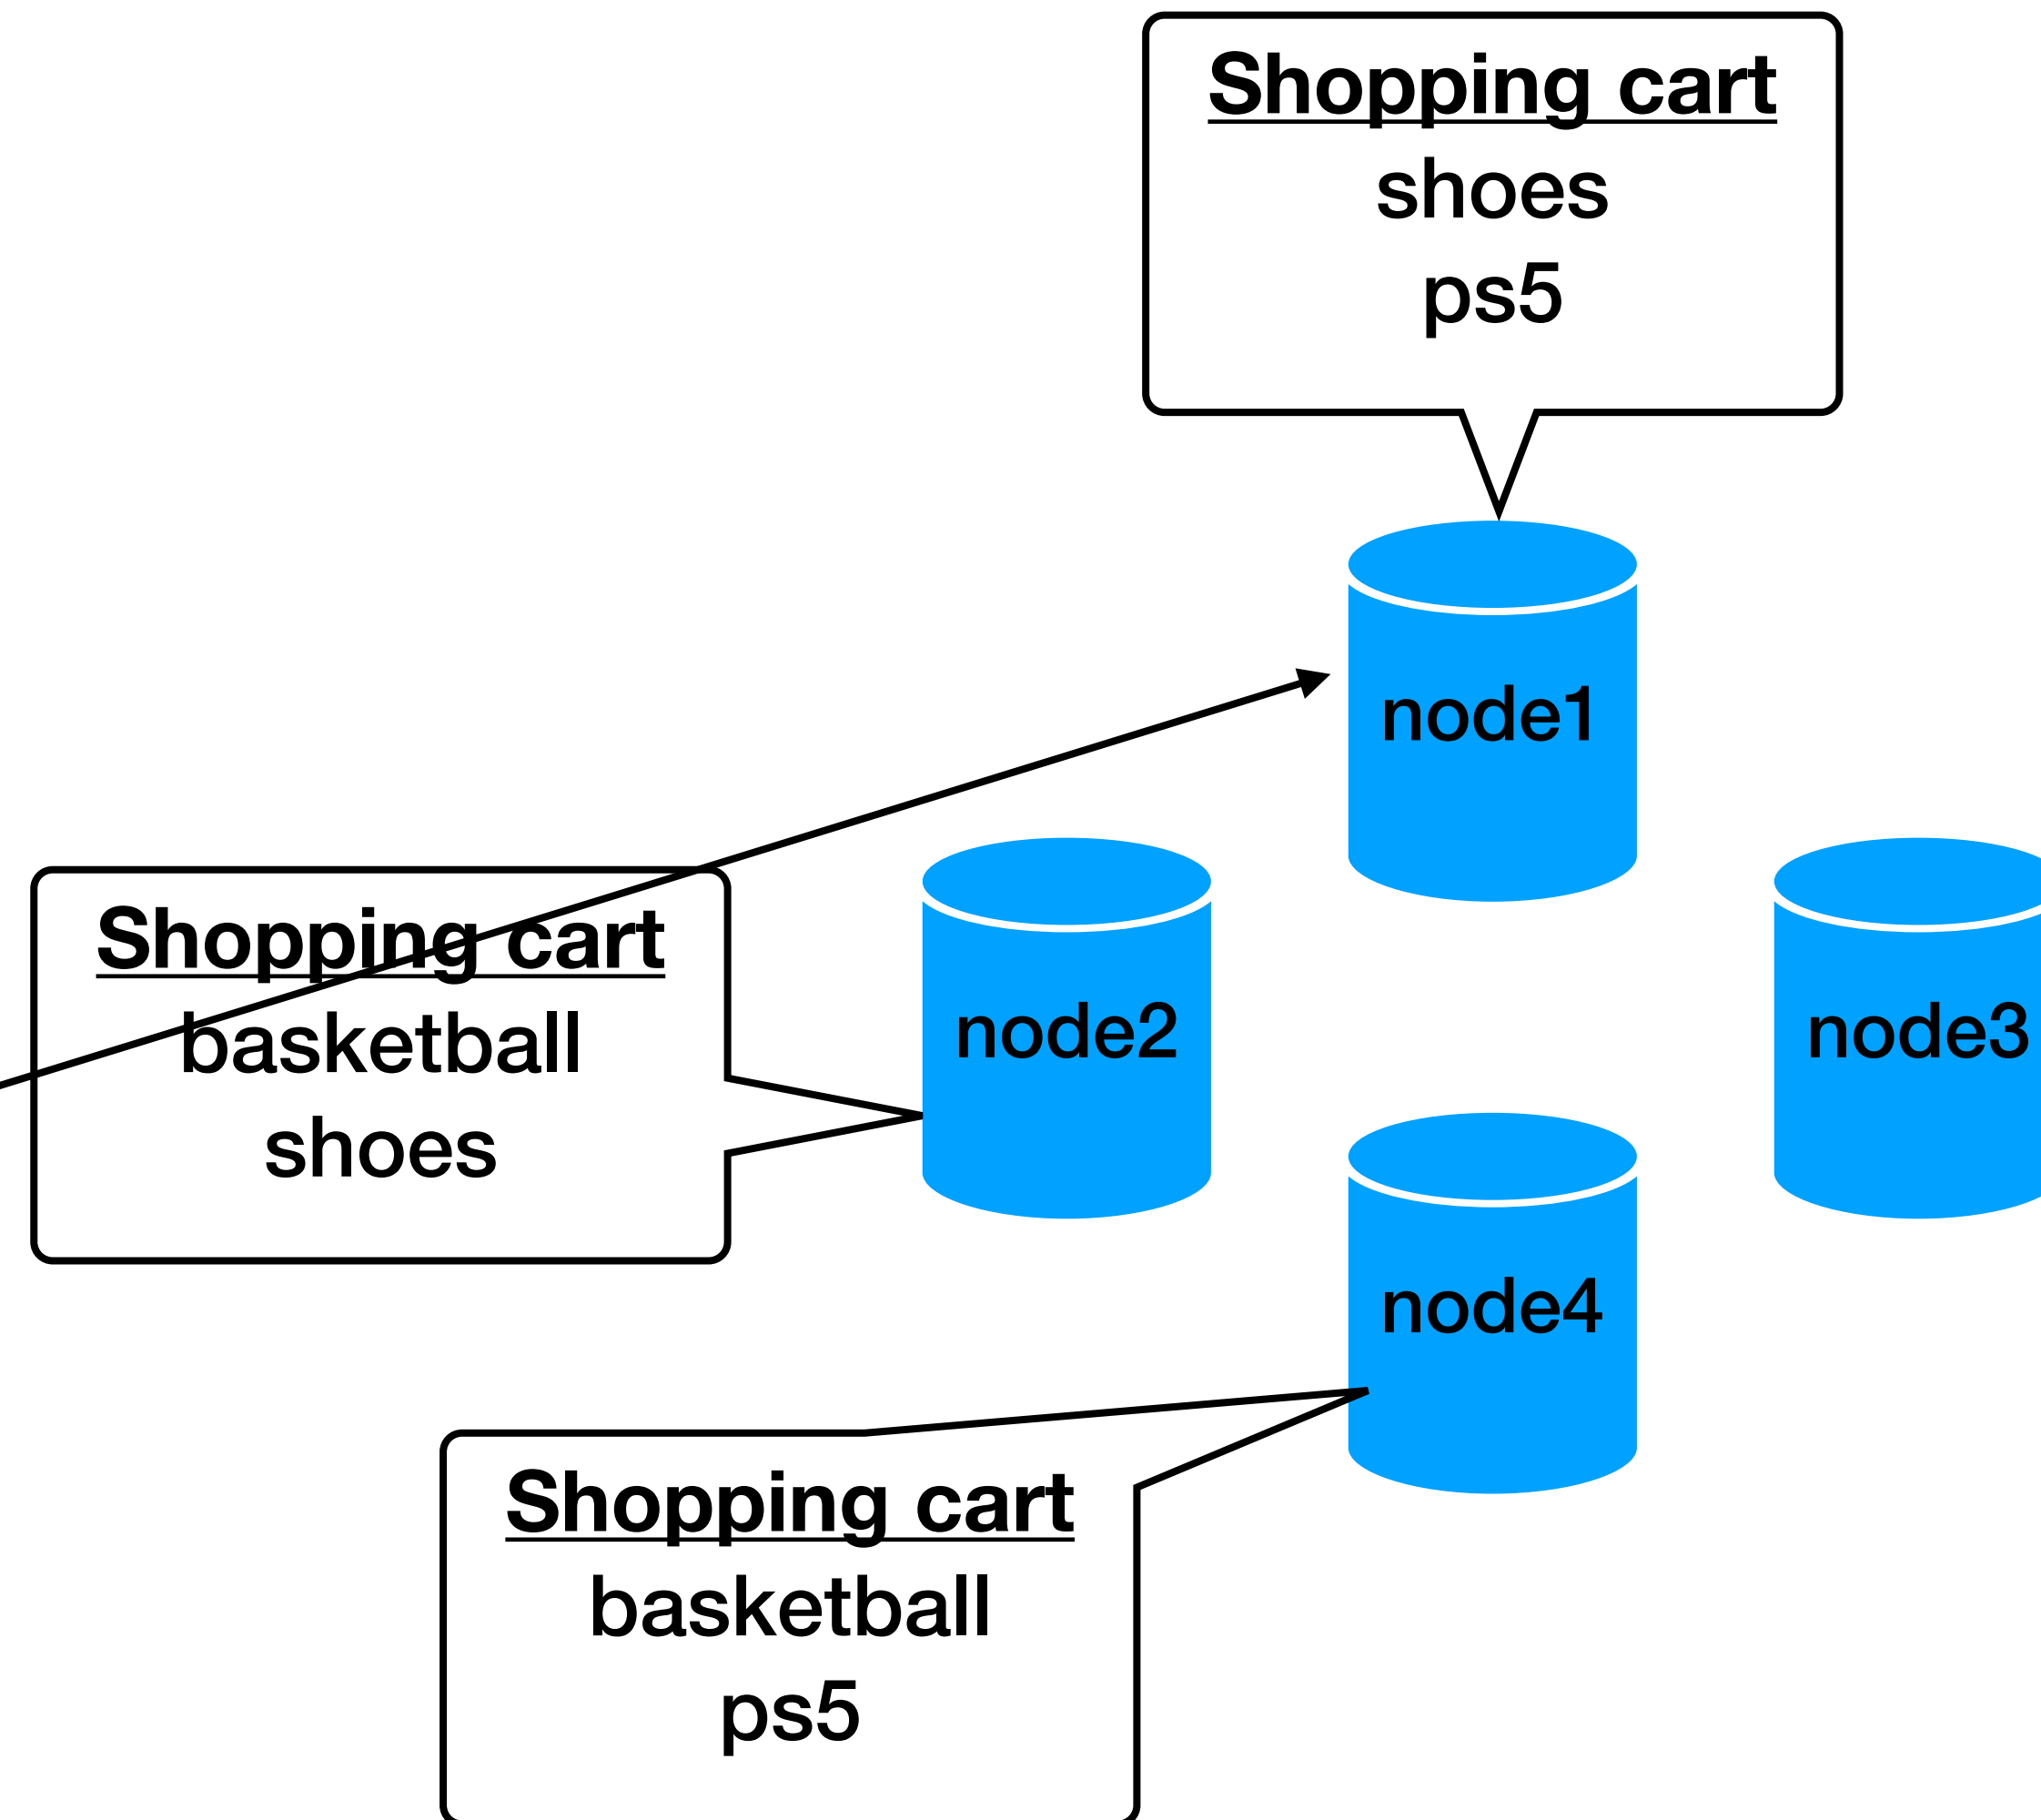 Shopping cart
shoes
ps5
node1
Shopping cart
basketball
shoes
node2
node3
node4
Shopping cart
basketball
ps5